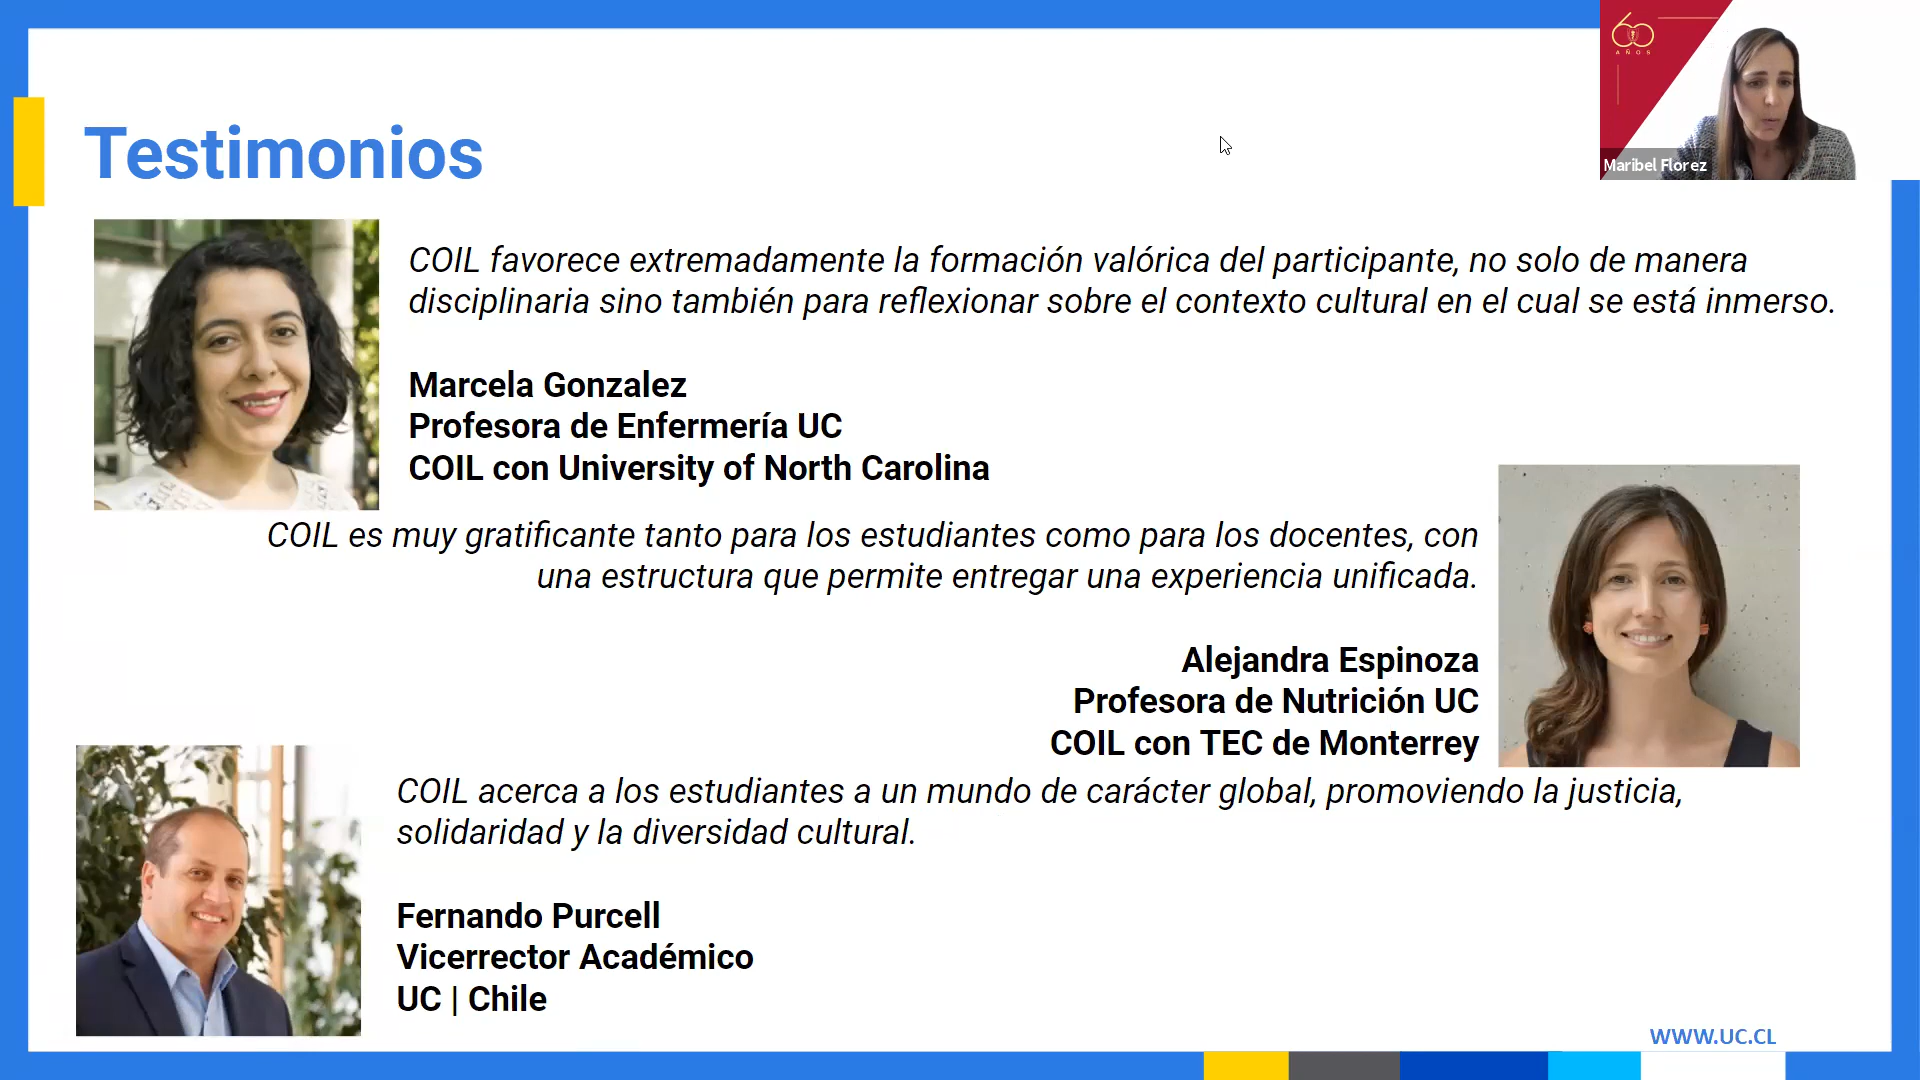 60
AÑOS
Maribel Florez
Testimonios
COIL favorece extremadamente la formación valórica del participante, no solo de manera
disciplinaria sino también para reflexionar sobre el contexto cultural en el cual se está inmerso.
Marcela Gonzalez
Profesora de Enfermería UC
COIL con University of North Carolina
COIL es muy gratificante tanto para los estudiantes como para los docentes, con
una estructura que permite entregar una experiencia unificada.
Alejandra Espinoza
Profesora de Nutrición UC
COIL con TEC de Monterrey
COIL acerca a los estudiantes a un mundo de carácter global, promoviendo la justicia,
solidaridad y la diversidad cultural.
Fernando Purcell
Vicerrector Académico
UC | Chile
WWW.UC.CL